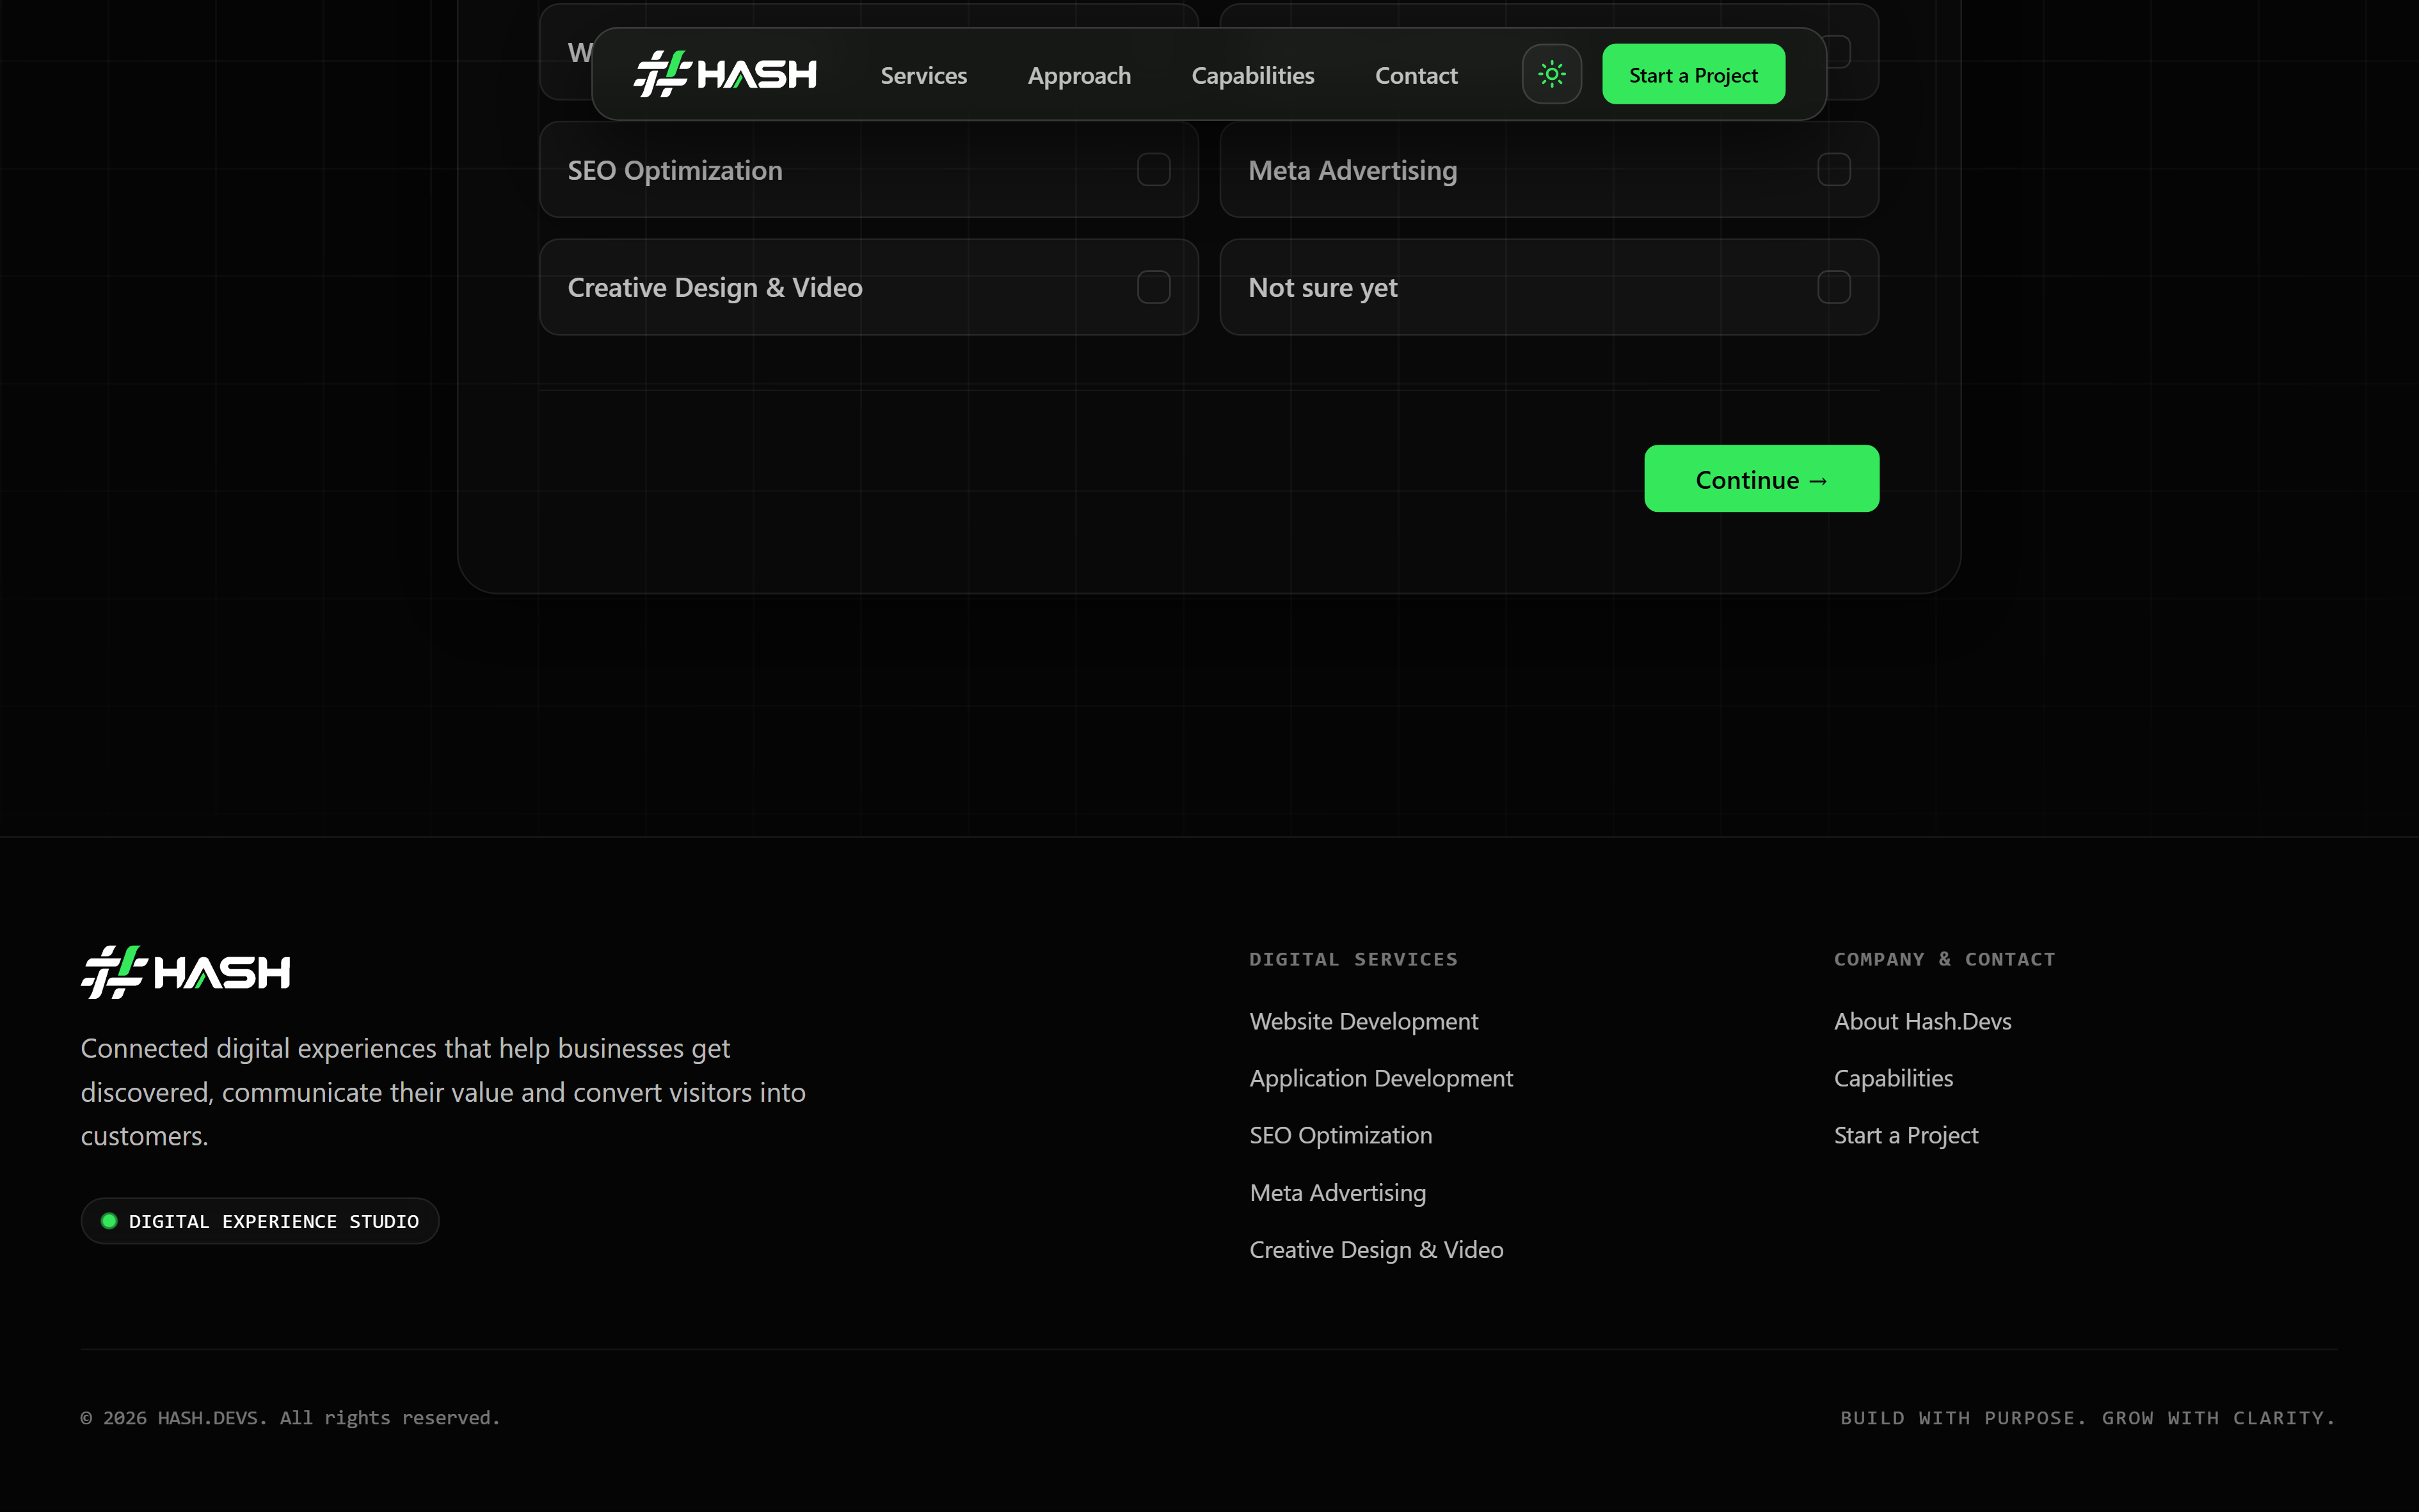 HASH
Services
Approach
Capabilities
Contact
Start a Project
SEO Optimization
Meta Advertising
Creative Design & Video
Not sure yet
Continue →
HASH
Connected digital experiences that help businesses get
discovered, communicate their value and convert visitors into
customers.
DIGITAL EXPERIENCE STUDIO
DIGITAL SERVICES
Website Development
Application Development
SEO Optimization
Meta Advertising
Creative Design & Video
COMPANY & CONTACT
About Hash.Devs
Capabilities
Start a Project
© 2026 HASH.DEVS. All rights reserved.
BUILD WITH PURPOSE. GROW WITH CLARITY.